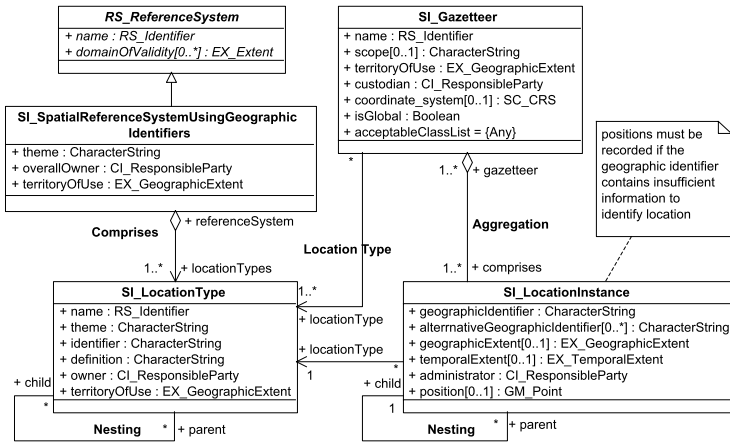 RS_ReferenceSystem
+ name : RS_Identifier
+ domainOfValidity[0..*] : EX_Extent
SI_Gazetteer
+ name : RS_Identifier
+ scope[0..1] : CharacterString
+ territoryOfUse : EX_GeographicExtent
+ custodian : CI_ResponsibleParty
+ coordinate_system[0..1] : SC_CRS
+ isGlobal : Boolean
+ acceptableClassList = {Any}
SI_SpatialReferenceSystemUsingGeographic
Identifiers
+ theme : CharacterString
+ overallOwner : CI_ResponsibleParty
+ territoryOfUse : EX_GeographicExtent
positions must be
recorded if the
geographic identifier
contains insufficient
information to
identify location
*
1..*
+ gazetteer
+ referenceSystem
Comprises
Aggregation
Location Type
1..*
+ locationTypes
1..*
+ comprises
SI_LocationType
+ name : RS_Identifier
+ theme : CharacterString
+ identifier : CharacterString
+ definition : CharacterString
+ owner : CI_ResponsibleParty
+ territoryOfUse : EX_GeographicExtent
1..*
+ locationType
+ locationType
1
*
SI_LocationInstance
+ geographicIdentifier : CharacterString
+ alterrnativeGeographicIdentifier[0..*] : CharacterString
+ geographicExtent[0..1] : EX_GeographicExtent
+ temporalExtent[0..1] : EX_TemporalExtent
+ administrator : CI_ResponsibleParty
+ position[0..1] : GM_Point
+ child
*
Nesting
*
+ parent
+ child
1
Nesting
*
+ parent